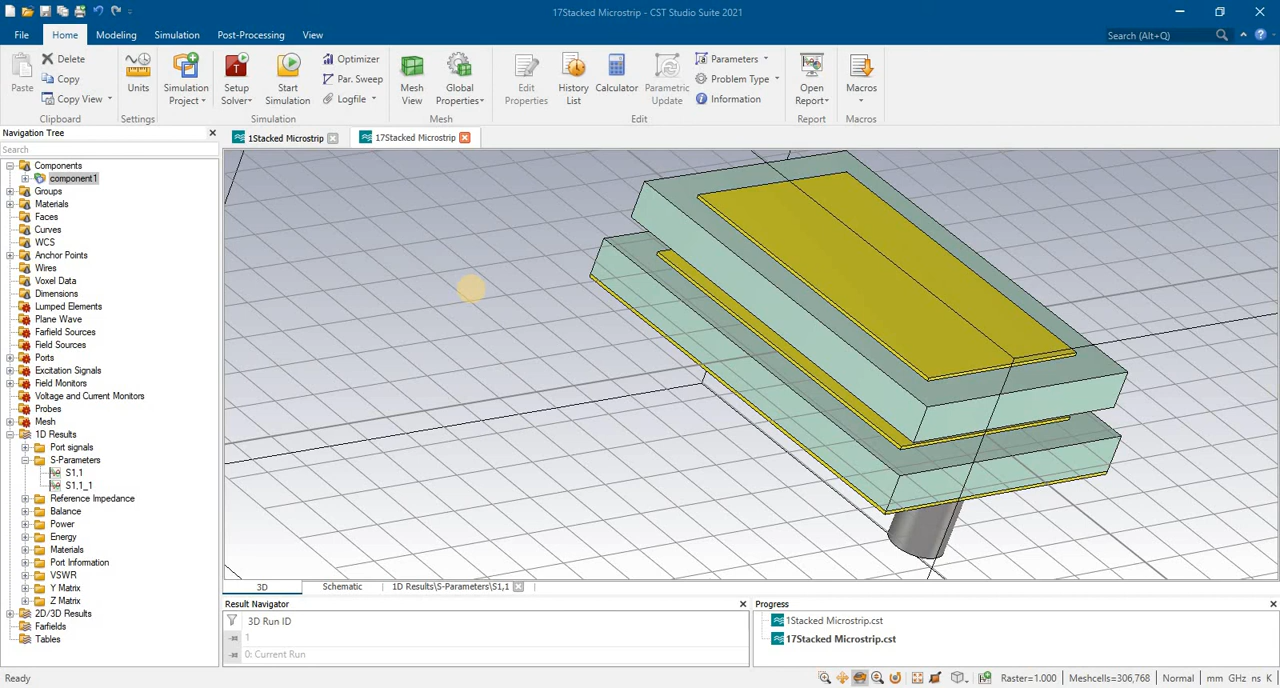 17Stacked Microstrip - CST Studio Suite 2021
File Home Modeling Simulation Post-Processing View Search (Alt+Q)
Paste Delete Copy Copy View Clipboard
Units Settings
Simulation Project Setup Solver Start Simulation Optimizer Par. Sweep Logfile Simulation
Mesh View Global Properties Mesh
Edit Properties History List Calculator Parametric Update Parameters Problem Type Information Edit
Open Report Report
Macros Macros
Navigation Tree
1Stacked Microstrip 17Stacked Microstrip
Search
Components
component1
Groups
Materials
Faces
Curves
WCS
Anchor Points
Wires
Voxel Data
Dimensions
Lumped Elements
Plane Wave
Farfield Sources
Field Sources
Ports
Excitation Signals
Field Monitors
Voltage and Current Monitors
Probes
Mesh
1D Results
Port signals
S-Parameters
S1,1
S1,1_1
Reference Impedance
Balance
Power
Energy
Materials
Port Information
VSWR
Y Matrix
Z Matrix
2D/3D Results
Farfields
Tables
3D Schematic 1D Results\S-Parameters\S1,1
Result Navigator
3D Run ID
1
0: Current Run
Progress
1Stacked Microstrip.cst
17Stacked Microstrip.cst
Ready Raster=1.000 Meshcells=306,768 Normal mm GHz ns K